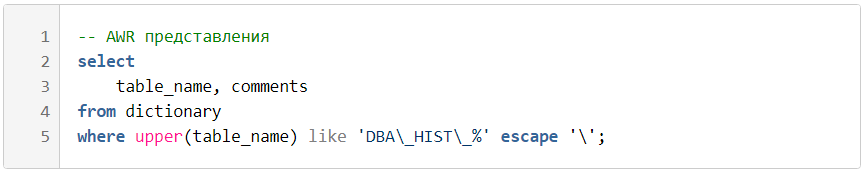 1 -- AWR представления
2 select
3     table_name, comments
4 from dictionary
5 where upper(table_name) like 'DBA\_HIST\_%' escape '\';